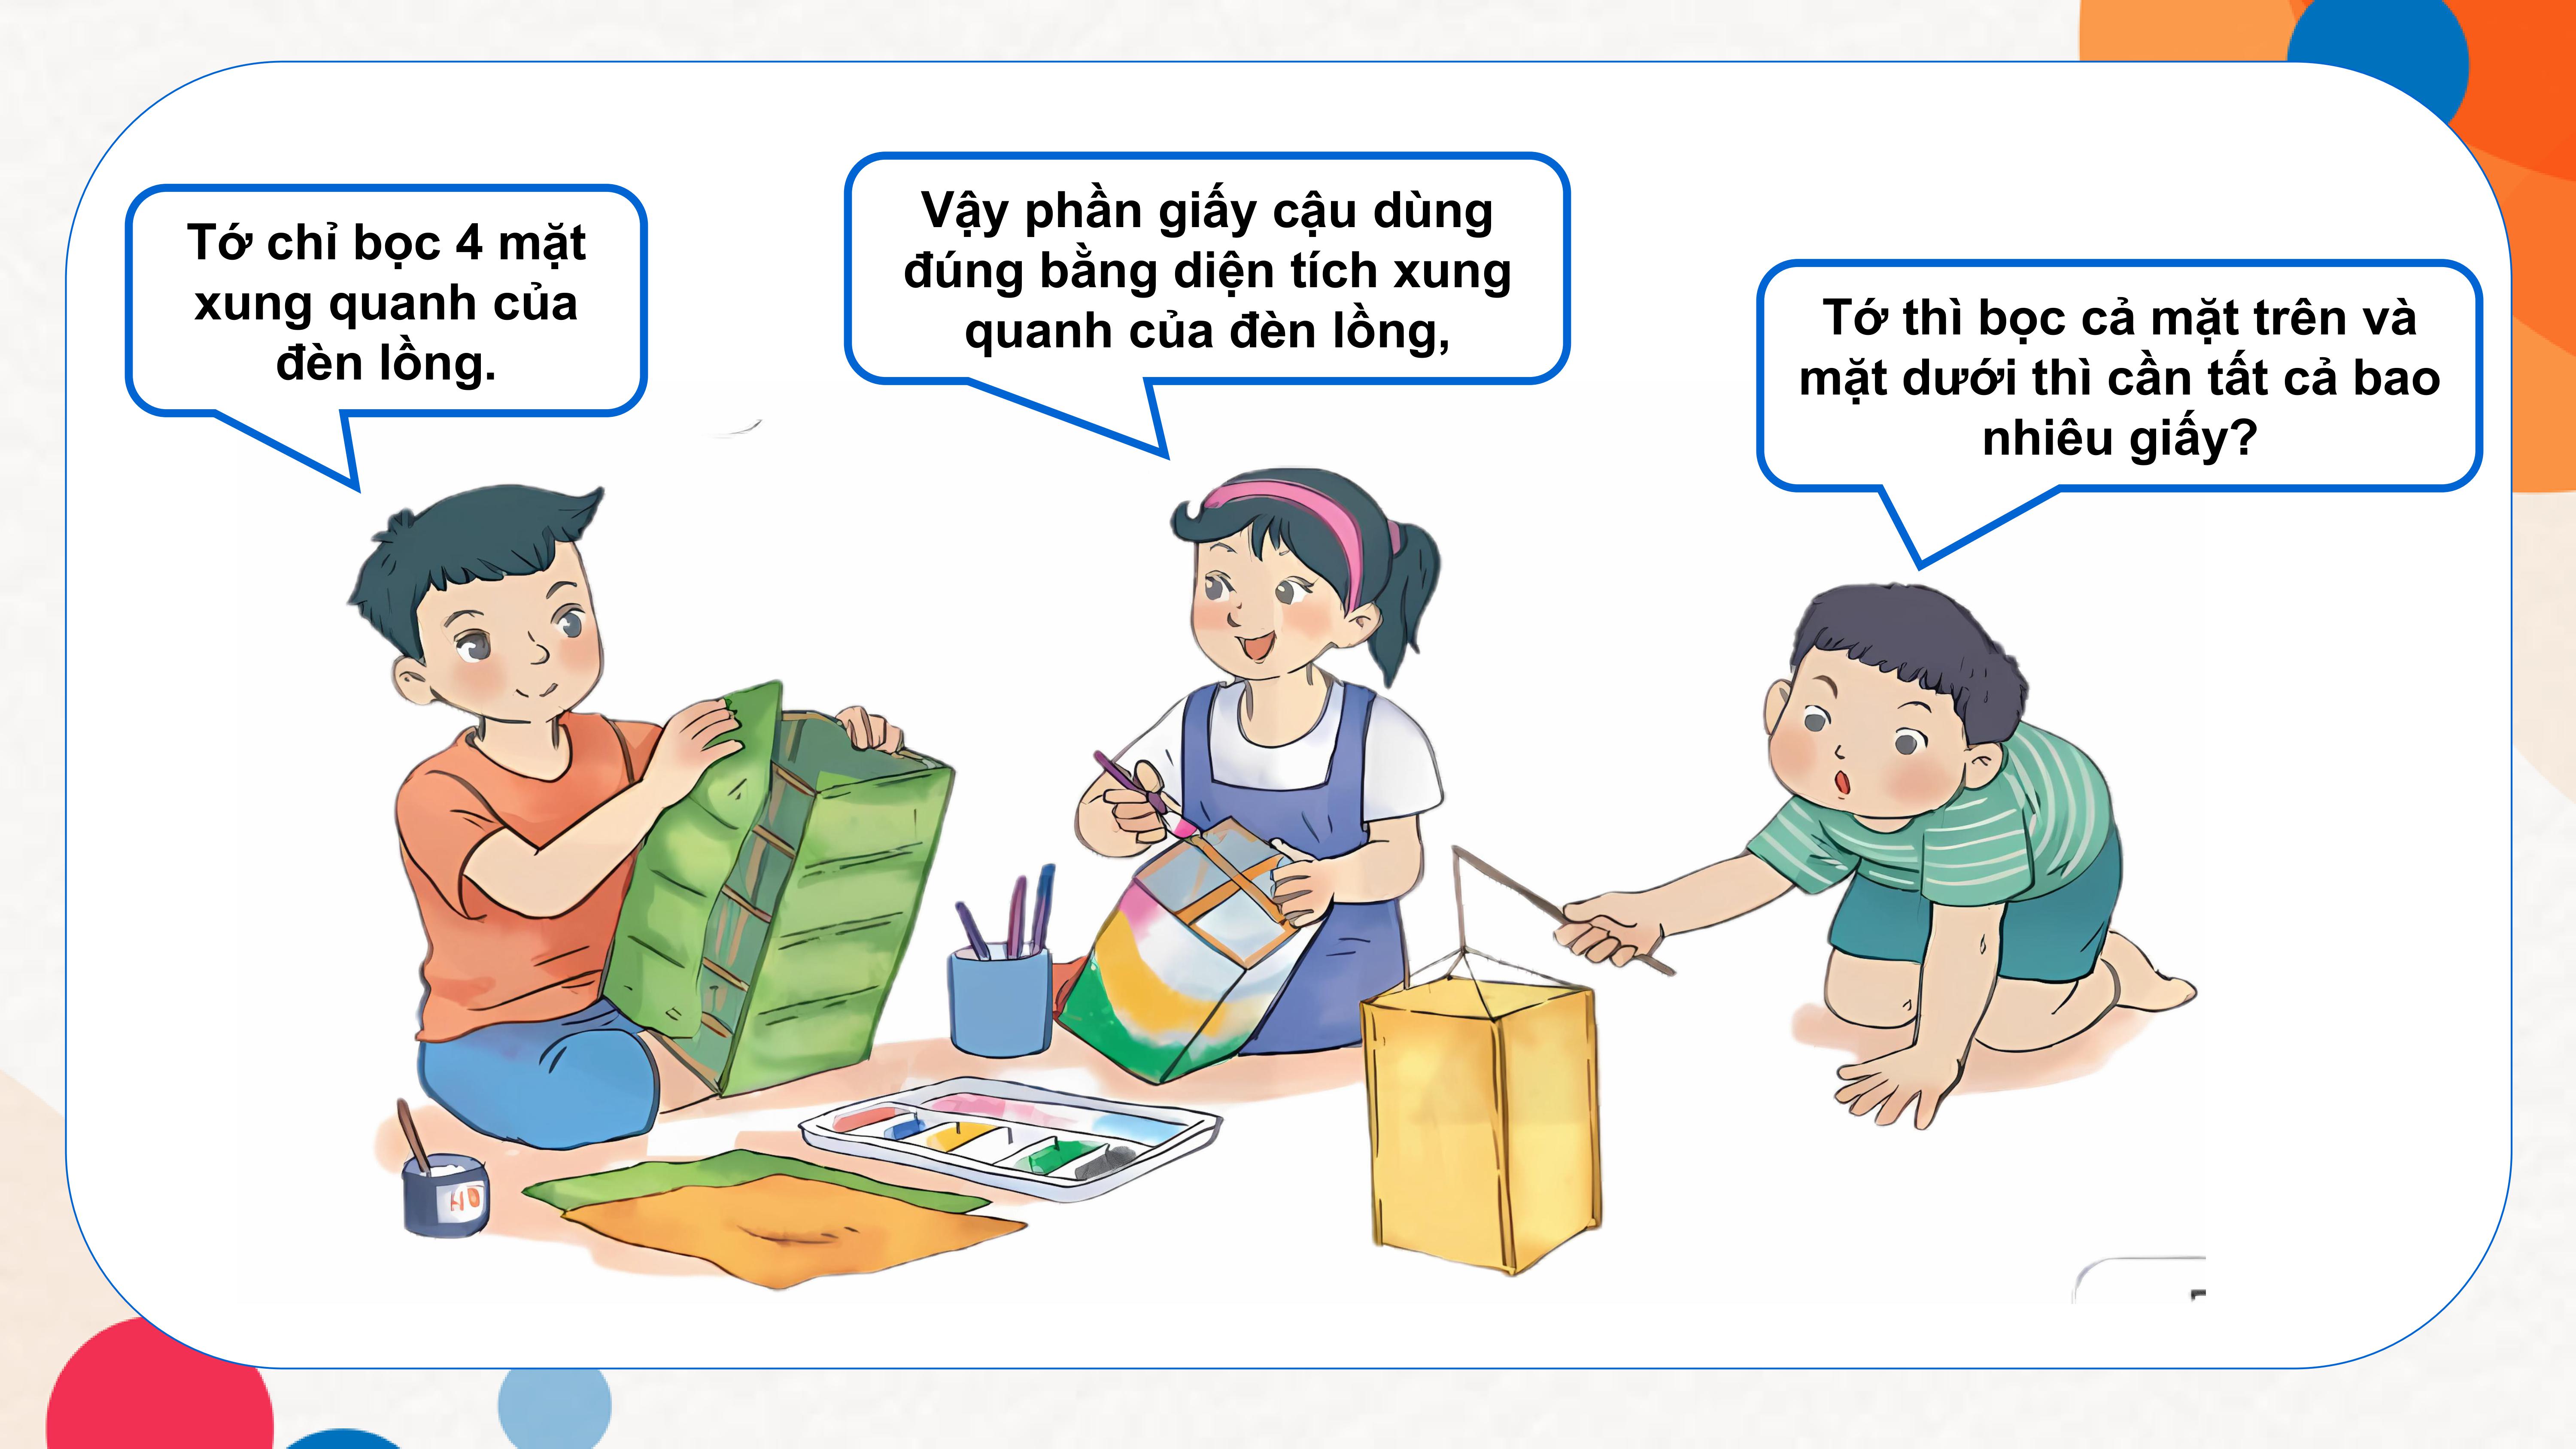 Tớ chỉ bọc 4 mặt
xung quanh của
đèn lồng.
Vậy phần giấy cậu dùng
đúng bằng diện tích xung
quanh của đèn lồng,
Tớ thì bọc cả mặt trên và
mặt dưới thì cần tất cả bao
nhiêu giấy?